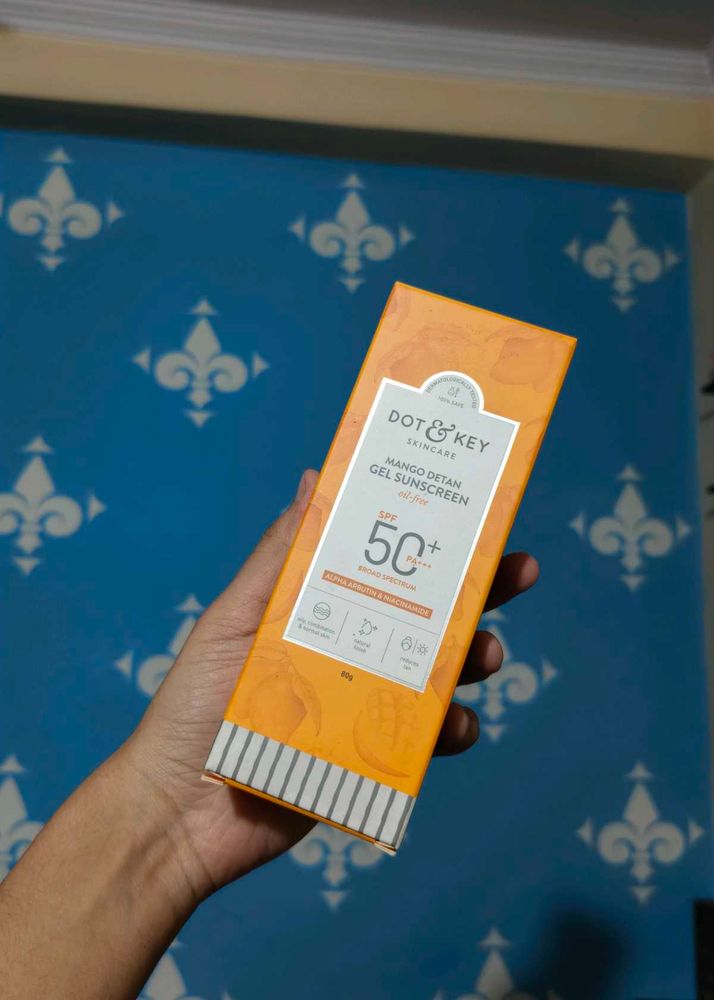 DERMATOLOGICALLY TESTED
100% SAFE
DOT & KEY
SKINCARE
MANGO DETAN
GEL SUNSCREEN
oil-free
SPF
50+
PA+++
BROAD SPECTRUM
ALPHA ARBUTIN & NIACINAMIDE
oily, combination
& normal skin
natural
finish
reduces
tan
80g